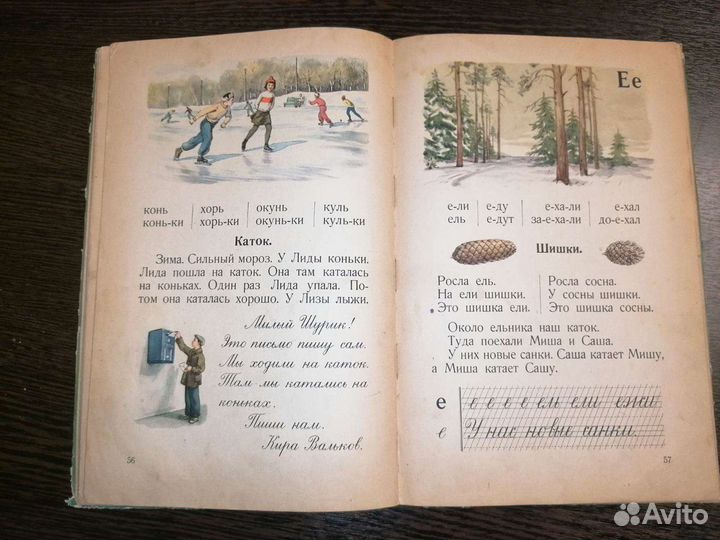 конь хорь окунь куль
конь-ки хорь-ки окунь-ки куль-ки
Каток.
Зима. Сильный мороз. У Лиды коньки.
Лида пошла на каток. Она там каталась
на коньках. Один раз Лида упала. По-
том она каталась хорошо. У Лизы лыжи.
Милый Шурик!
Это письмо пишу сам.
Мы ходили на каток.
Там мы катались на
коньках.
Пиши нам.
Кира Вальков.
56
Ее
е-ли е-ду е-ха-ли е-хал
ель е-дут за-е-ха-ли до-е-хал
Шишки.
Росла ель.
На ели шишки.
Это шишка ели.
Росла сосна.
У сосны шишки.
Это шишка сосны.
Около ельника наш каток.
Туда поехали Миша и Саша.
У них новые санки. Саша катает Мишу,
а Миша катает Сашу.
е е е е е ель ели ежи
е У нас новые санки.
57
Avito